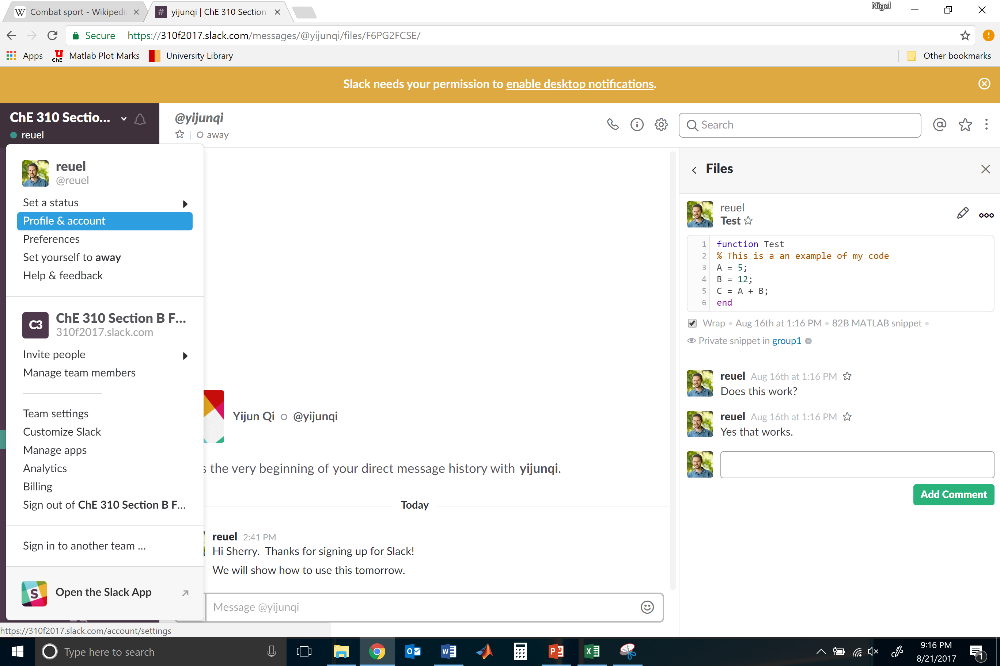 Nigel
W Combat sport - Wikipedi
# yijunqi | ChE 310 Section
Secure https://310f2017.slack.com/messages/@yijunqi/files/F6PG2FCSE/
Apps
U ChE Matlab Plot Marks
University Library
Other bookmarks
Slack needs your permission to enable desktop notifications.
ChE 310 Sectio...
reuel
@yijunqi
away
Search
reuel
@reuel
Set a status
Profile & account
Preferences
Set yourself to away
Help & feedback
C3
ChE 310 Section B F...
310f2017.slack.com
Invite people
Manage team members
Team settings
Customize Slack
Manage apps
Analytics
Billing
Sign out of ChE 310 Section B F...
Sign in to another team ...
S Open the Slack App
https://310f2017.slack.com/account/settings
Yijun Qi @yijunqi
s the very beginning of your direct message history with yijunqi.
Today
reuel 2:41 PM
Hi Sherry. Thanks for signing up for Slack!
We will show how to use this tomorrow.
Message @yijunqi
Files
reuel
Test
1 function Test
2 % This is a an example of my code
3 A = 5;
4 B = 12;
5 C = A + B;
6 end
Wrap • Aug 16th at 1:16 PM • 82B MATLAB snippet •
Private snippet in group1
reuel Aug 16th at 1:16 PM
Does this work?
reuel Aug 16th at 1:16 PM
Yes that works.
Add Comment
Type here to search
9:16 PM
8/21/2017
1